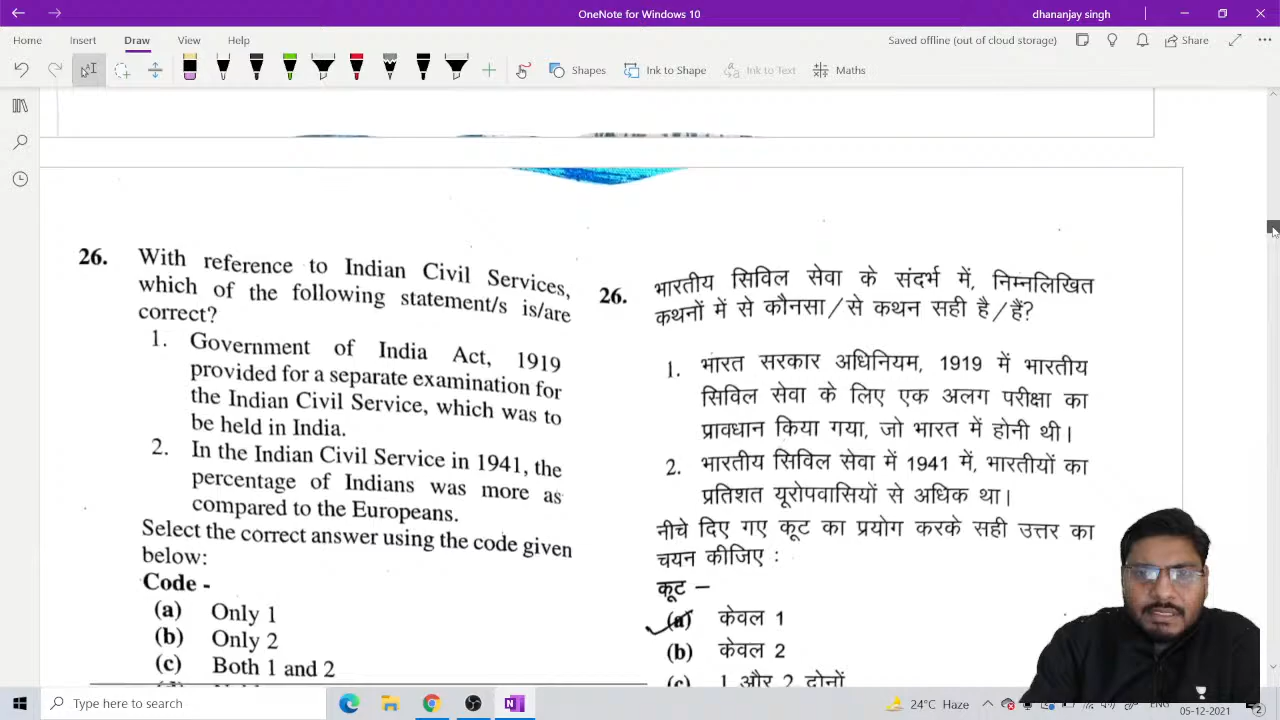 OneNote for Windows 10
dhananjay singh
Home Insert Draw View Help
Saved offline (out of cloud storage) Share
Shapes Ink to Shape Ink to Text Maths
26. With reference to Indian Civil Services,
which of the following statement/s is/are
correct?
1. Government of India Act, 1919
provided for a separate examination for
the Indian Civil Service, which was to
be held in India.
2. In the Indian Civil Service in 1941, the
percentage of Indians was more as
compared to the Europeans.
Select the correct answer using the code given
below:
Code -
(a) Only 1
(b) Only 2
(c) Both 1 and 2
26. भारतीय सिविल सेवा के संदर्भ में, निम्नलिखित
कथनों में से कौनसा/से कथन सही है/हैं?
1. भारत सरकार अधिनियम, 1919 में भारतीय
सिविल सेवा के लिए एक अलग परीक्षा का
प्रावधान किया गया, जो भारत में होनी थी।
2. भारतीय सिविल सेवा में 1941 में, भारतीयों का
प्रतिशत यूरोपवासियों से अधिक था।
नीचे दिए गए कूट का प्रयोग करके सही उत्तर का
चयन कीजिए :
कूट –
(a) केवल 1
(b) केवल 2
(c) 1 और 2 दोनों
Type here to search
24°C Haze
05-12-2021